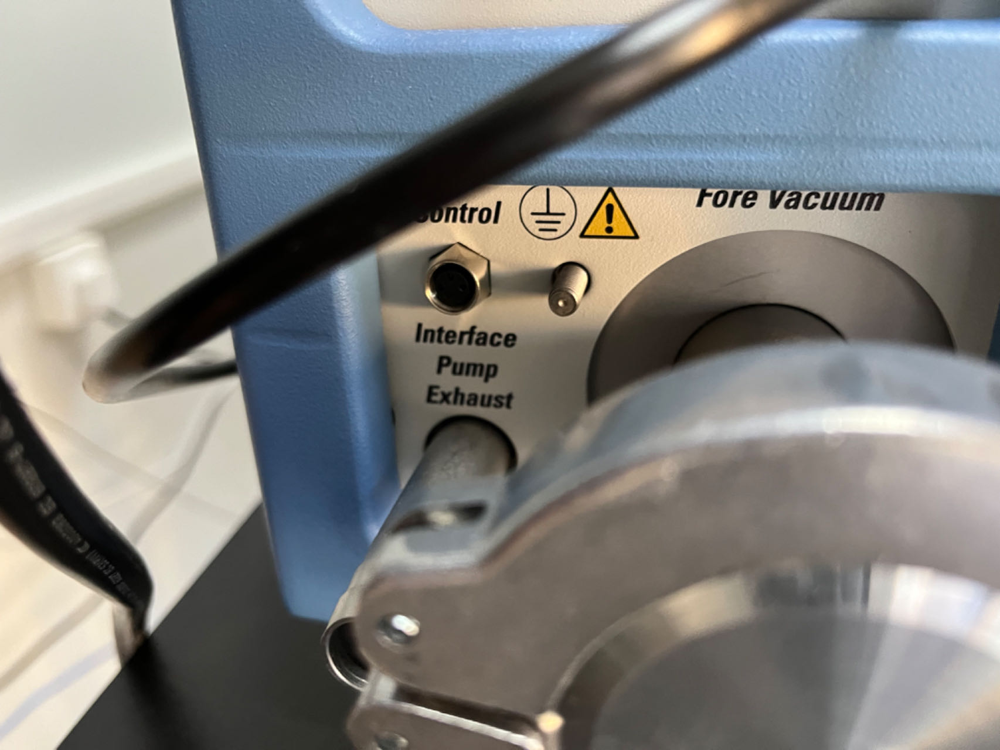 Control
Fore Vacuum
Interface
Pump
Exhaust